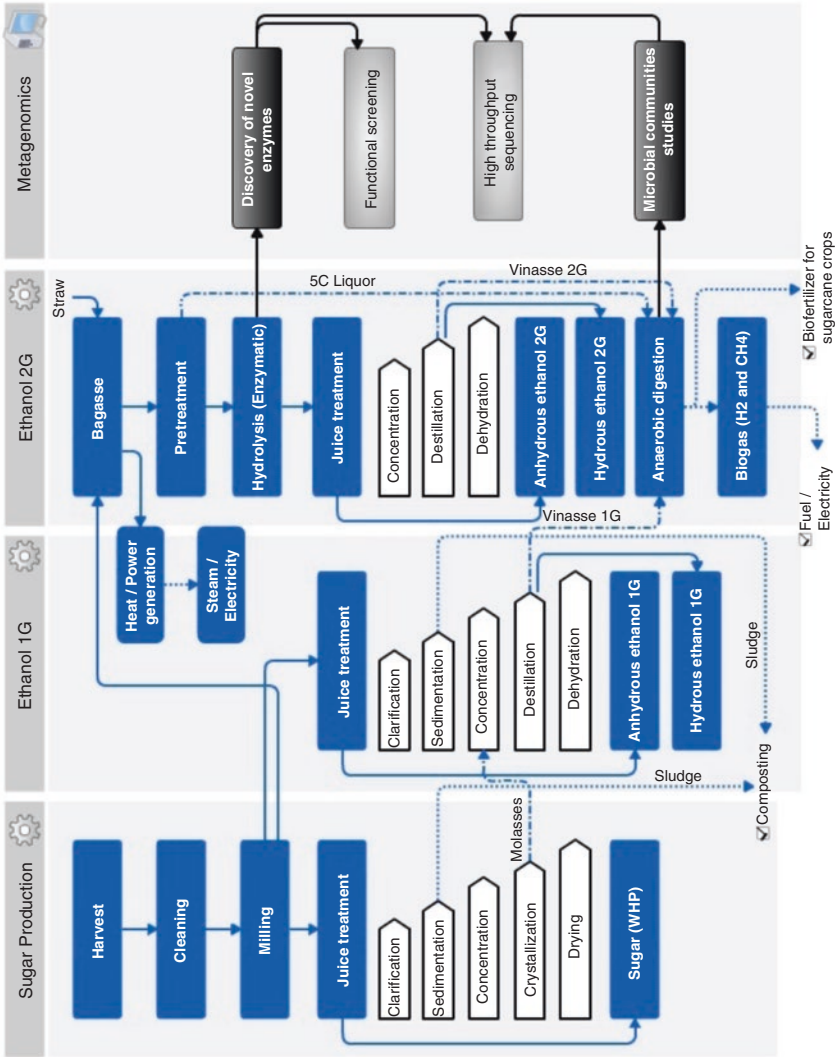 Sugar Production
Harvest
Cleaning
Milling
Juice treatment
Clarification
Sedimentation
Concentration
Crystallization
Drying
Sugar (WHP)
Molasses
Sludge
Composting
Ethanol 1G
Heat / Power
generation
Steam /
Electricity
Juice treatment
Clarification
Sedimentation
Concentration
Destillation
Dehydration
Anhydrous ethanol 1G
Hydrous ethanol 1G
Sludge
Vinasse 1G
Ethanol 2G
Straw
Bagasse
Pretreatment
Hydrolysis (Enzymatic)
Juice treatment
Concentration
Destillation
Dehydration
Anhydrous ethanol 2G
Hydrous ethanol 2G
Anaerobic digestion
Biogas (H2 and CH4)
5C Liquor
Vinasse 2G
Fuel /
Electricity
Biofertilizer for
sugarcane crops
Metagenomics
Discovery of novel
enzymes
Functional screening
High throughput
sequencing
Microbial communities
studies